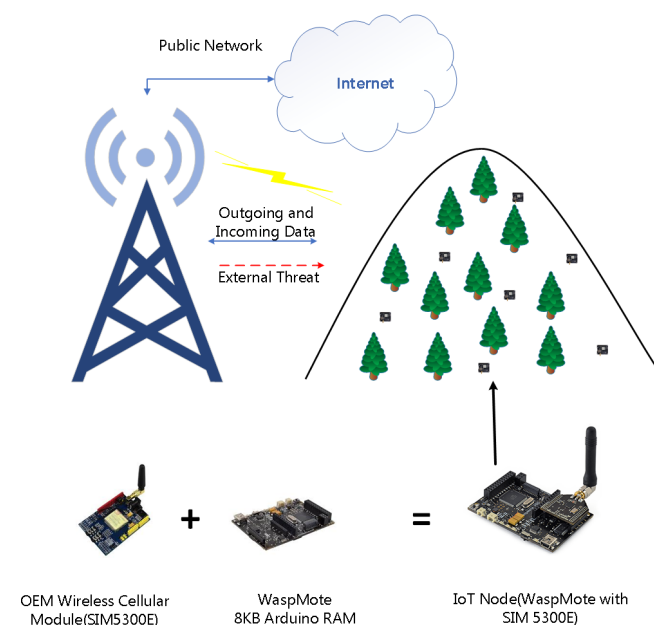 Public Network
Internet
Outgoing and
Incoming Data
External Threat
+
=
OEM Wireless Cellular
Module(SIM5300E)
WaspMote
8KB Arduino RAM
IoT Node(WaspMote with
SIM 5300E)